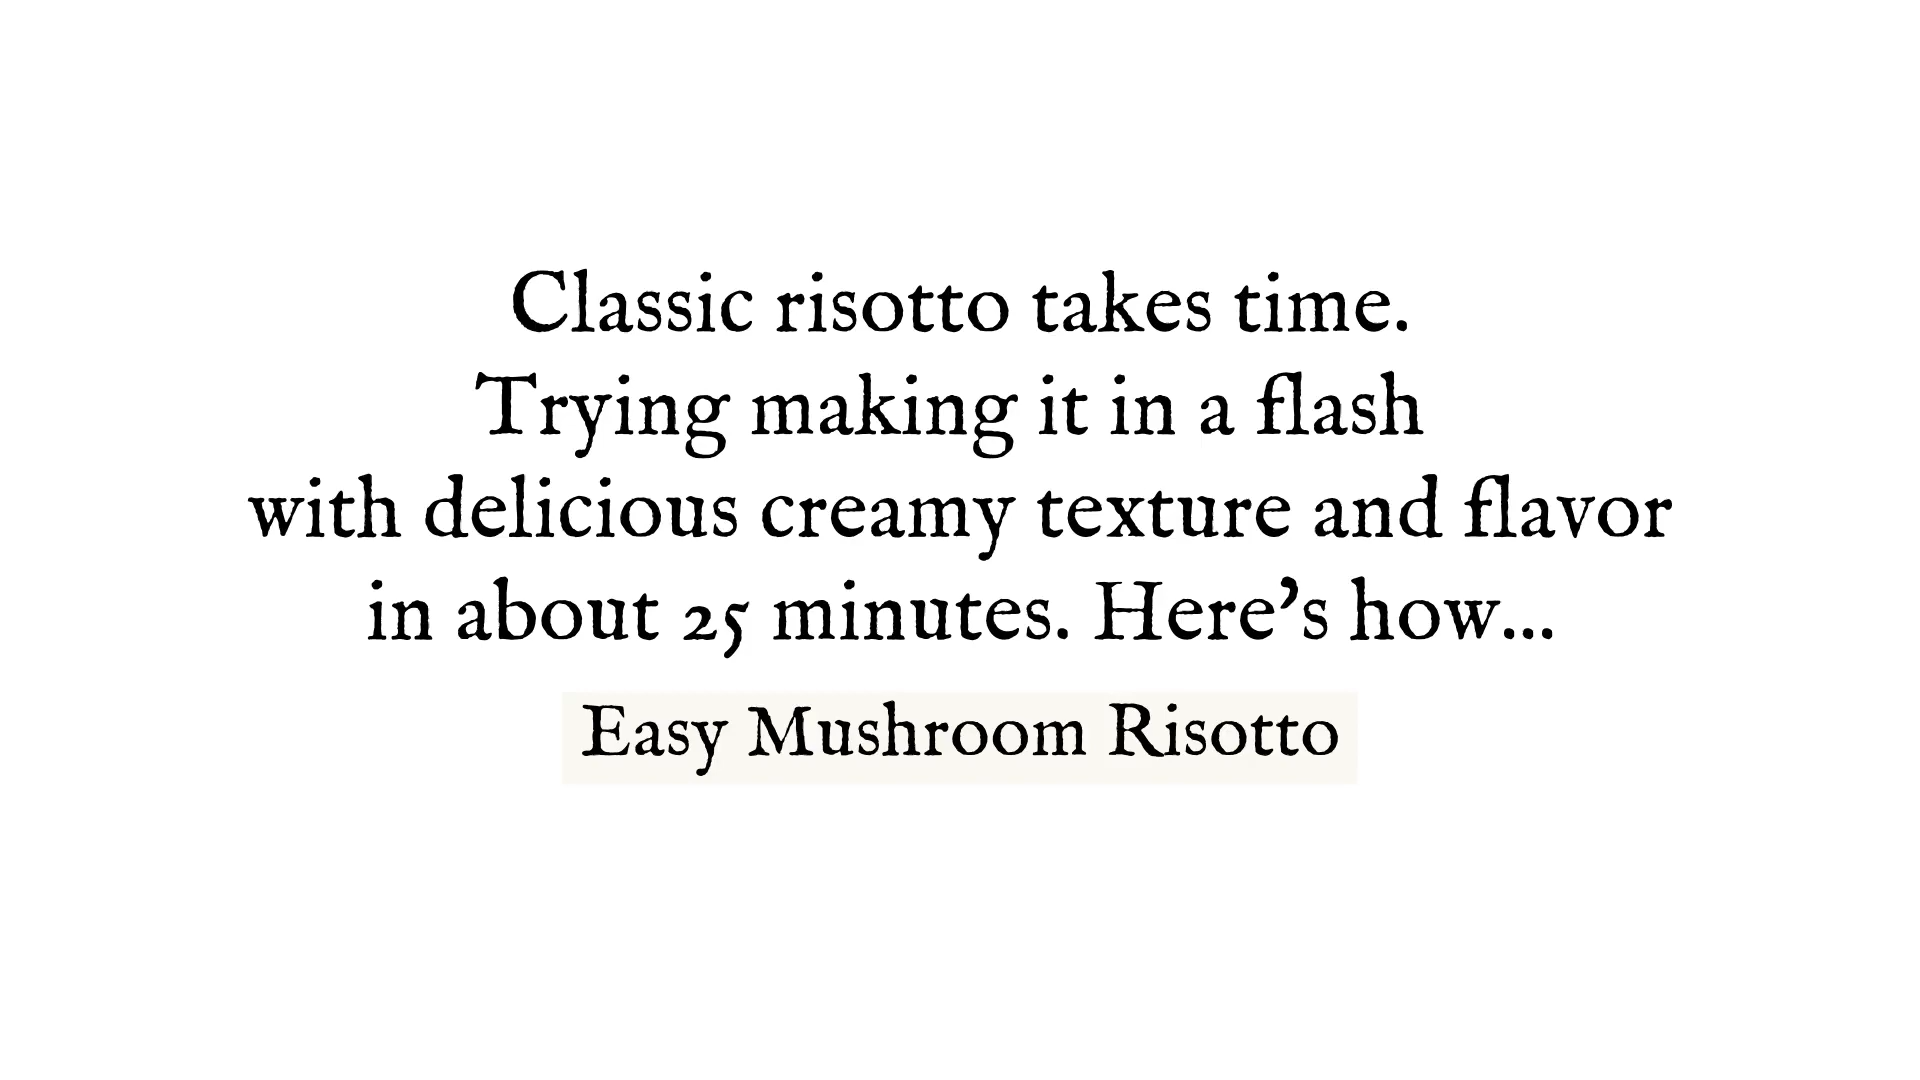 Classic risotto takes time.
Trying making it in a flash
with delicious creamy texture and flavor
in about 25 minutes. Here’s how...
Easy Mushroom Risotto